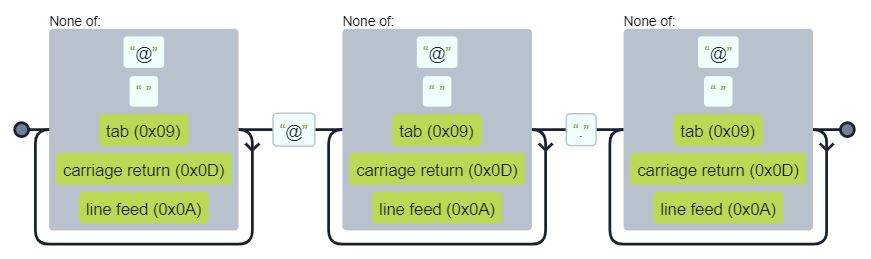 None of:
“@”
“ ”
tab (0x09)
carriage return (0x0D)
line feed (0x0A)
“@”
None of:
“@”
“ ”
tab (0x09)
carriage return (0x0D)
line feed (0x0A)
“.”
None of:
“@”
“ ”
tab (0x09)
carriage return (0x0D)
line feed (0x0A)